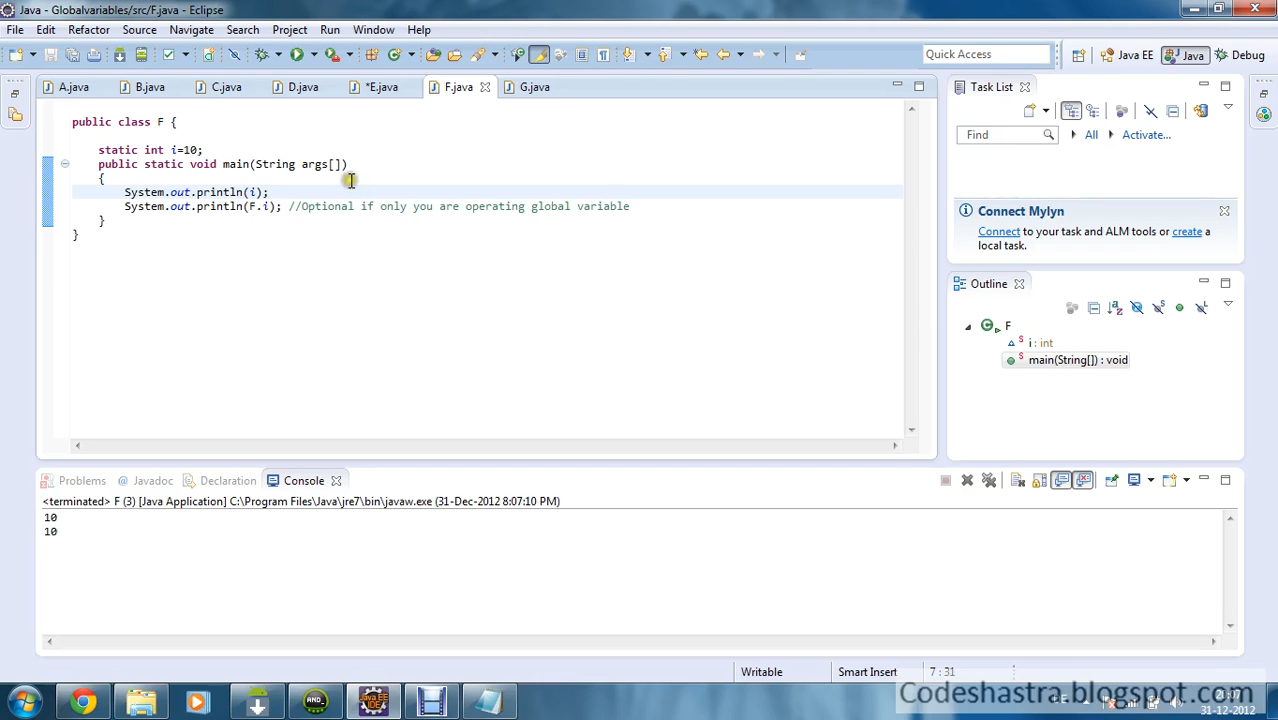 Java - Globalvariables/src/F.java - Eclipse
File Edit Refactor Source Navigate Search Project Run Window Help
Quick Access Java EE Java Debug
A.java B.java C.java D.java *E.java F.java G.java
public class F {
static int i=10;
public static void main(String args[])
{
System.out.println(i);
System.out.println(F.i); //Optional if only you are operating global variable
}
}
Task List
Find All Activate...
Connect Mylyn
Connect to your task and ALM tools or create a
local task.
Outline
F
i : int
main(String[]) : void
Problems Javadoc Declaration Console
<terminated> F (3) [Java Application] C:\Program Files\Java\jre7\bin\javaw.exe (31-Dec-2012 8:07:10 PM)
10
10
Writable Smart Insert 7 : 31
Codeshastra.blogspot.com
31-12-2012